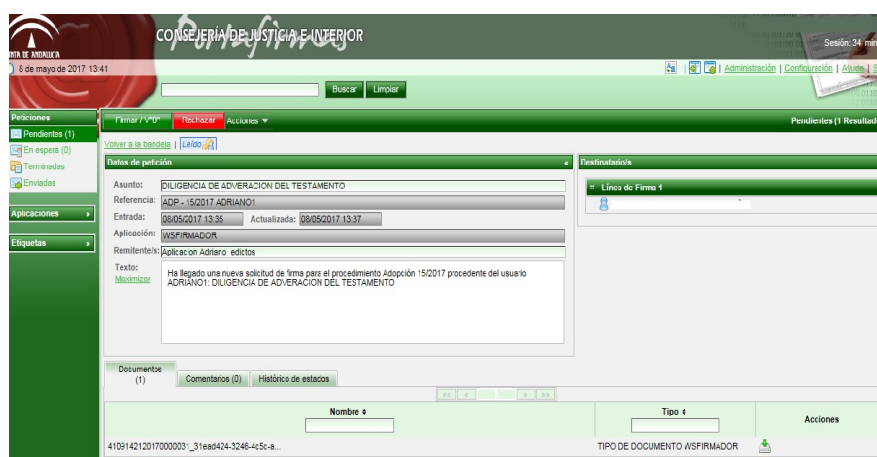 CONSEJERÍA DE JUSTICIA E INTERIOR
Portafirmas
JUNTA DE ANDALUCIA
Sesión: 34 min
8 de mayo de 2017 13:41
Administración | Configuración | Ayuda | S
Buscar Limpiar
Peticiones
Pendientes (1)
En espera (0)
Terminadas
Enviadas
Aplicaciones
Etiquetas
Firmar / VºBº Rechazar Acciones
Pendientes (1 Resultad
Volver a la bandeja | Leído
Datos de petición
Destinatario/s
Asunto: DILIGENCIA DE ADVERACION DEL TESTAMENTO
Línea de Firma 1
Referencia: ADP - 15/2017 ADRIANO1
Entrada: 08/05/2017 13:35 Actualizada: 08/05/2017 13:37
Aplicación: WSFIRMADOR
Remitente/s: Aplicacion Adriano edictos
Texto:
Maximizar
Ha llegado una nueva solicitud de firma para el procedimiento Adopción 15/2017 procedente del usuario
ADRIANO1: DILIGENCIA DE ADVERACION DEL TESTAMENTO
Documentos
(1)
Comentarios (0) Histórico de estados
<< < > >>
Nombre Tipo Acciones
TIPO DE DOCUMENTO WSFIRMADOR